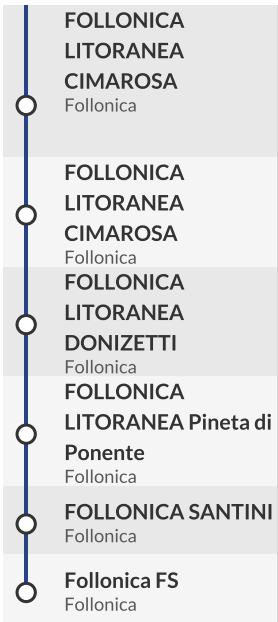 FOLLONICA
LITORANEA
CIMAROSA
Follonica
FOLLONICA
LITORANEA
CIMAROSA
Follonica
FOLLONICA
LITORANEA
DONIZETTI
Follonica
FOLLONICA
LITORANEA Pineta di
Ponente
Follonica
FOLLONICA SANTINI
Follonica
Follonica FS
Follonica